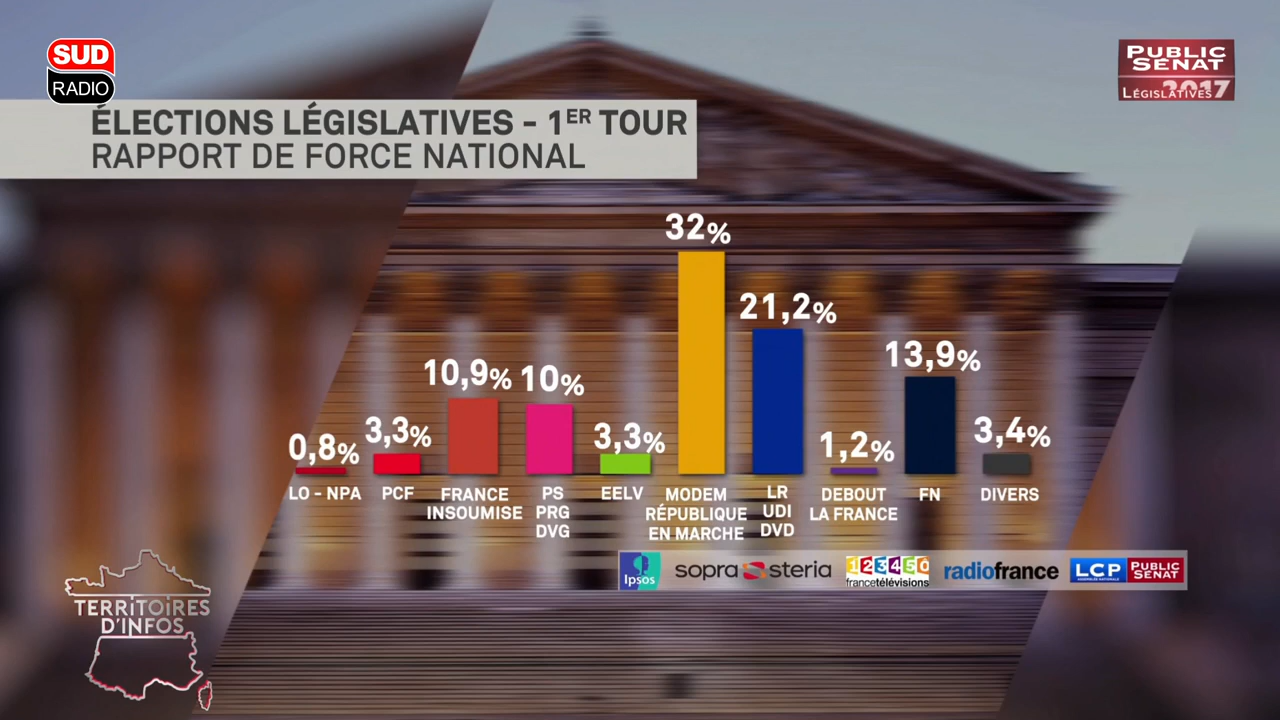 SUD
RADIO
PUBLIC
SENAT
LÉGISLATIVES 2017
ÉLECTIONS LÉGISLATIVES - 1ER TOUR
RAPPORT DE FORCE NATIONAL
0,8%
3,3%
10,9%
10%
3,3%
32%
21,2%
1,2%
13,9%
3,4%
LO - NPA
PCF
FRANCE
INSOUMISE
PS
PRG
DVG
EELV
MODEM
RÉPUBLIQUE
EN MARCHE
LR
UDI
DVD
DEBOUT
LA FRANCE
FN
DIVERS
Ipsos
sopra steria
123450
francetélévisions
radiofrance
LCP
ASSEMBLÉE NATIONALE
PUBLIC
SENAT
TERRiTOiRES
D'INFOS